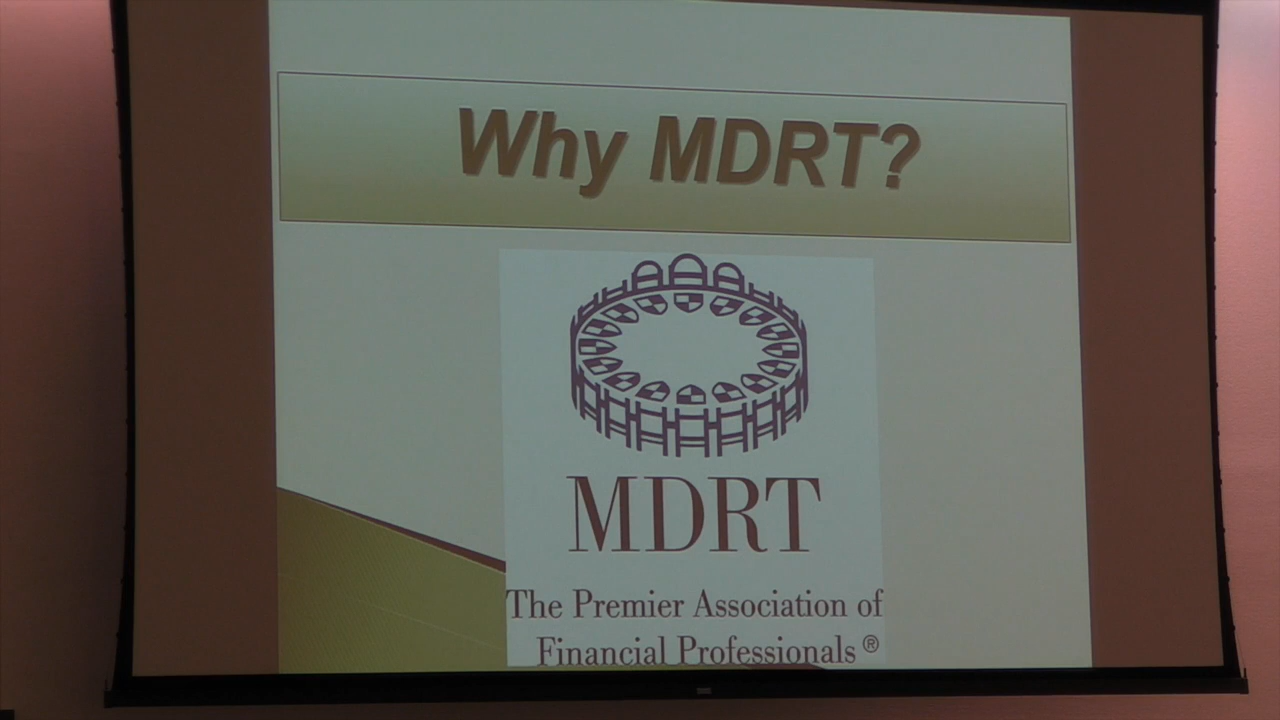 Why MDRT?
MDRT
The Premier Association of
Financial Professionals ®